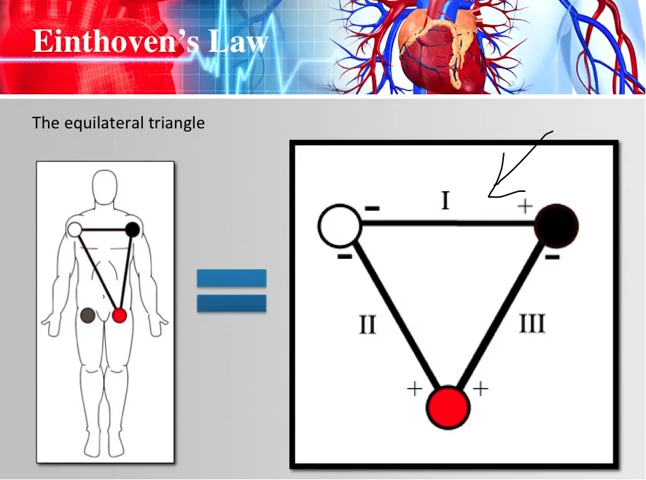 Einthoven's Law
The equilateral triangle
- I +
- -
II III
+ +